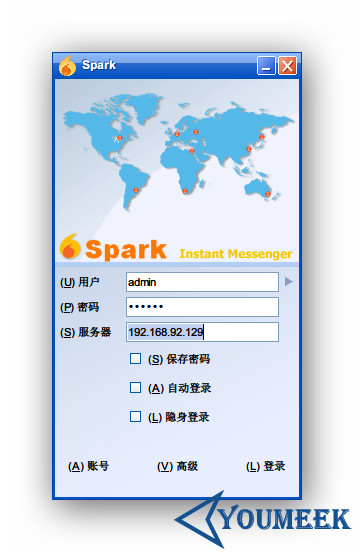 Spark
Spark Instant Messenger
(U) 用户 admin
(P) 密码 ••••••
(S) 服务器 192.168.92.129
(S) 保存密码
(A) 自动登录
(L) 隐身登录
(A) 账号 (V) 高级 (L) 登录
YOUMEEK